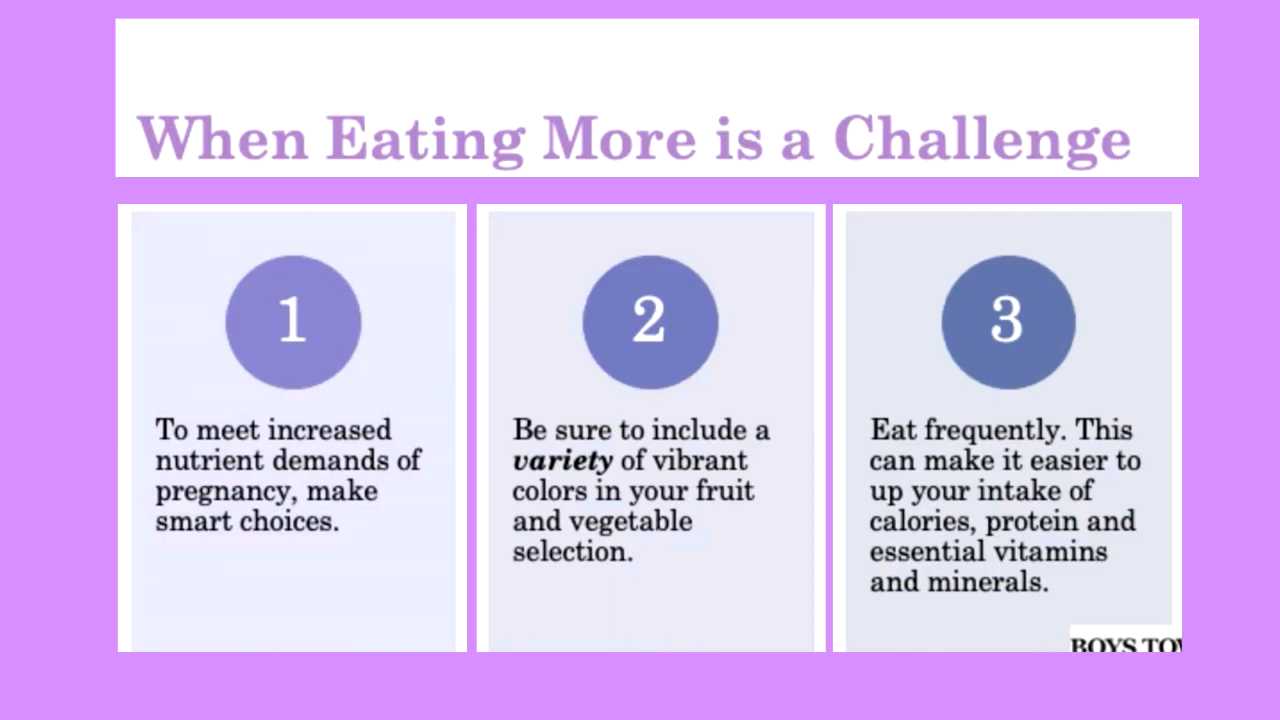 When Eating More is a Challenge
1
To meet increased
nutrient demands of
pregnancy, make
smart choices.
2
Be sure to include a
variety of vibrant
colors in your fruit
and vegetable
selection.
3
Eat frequently. This
can make it easier to
up your intake of
calories, protein and
essential vitamins
and minerals.
BOYS